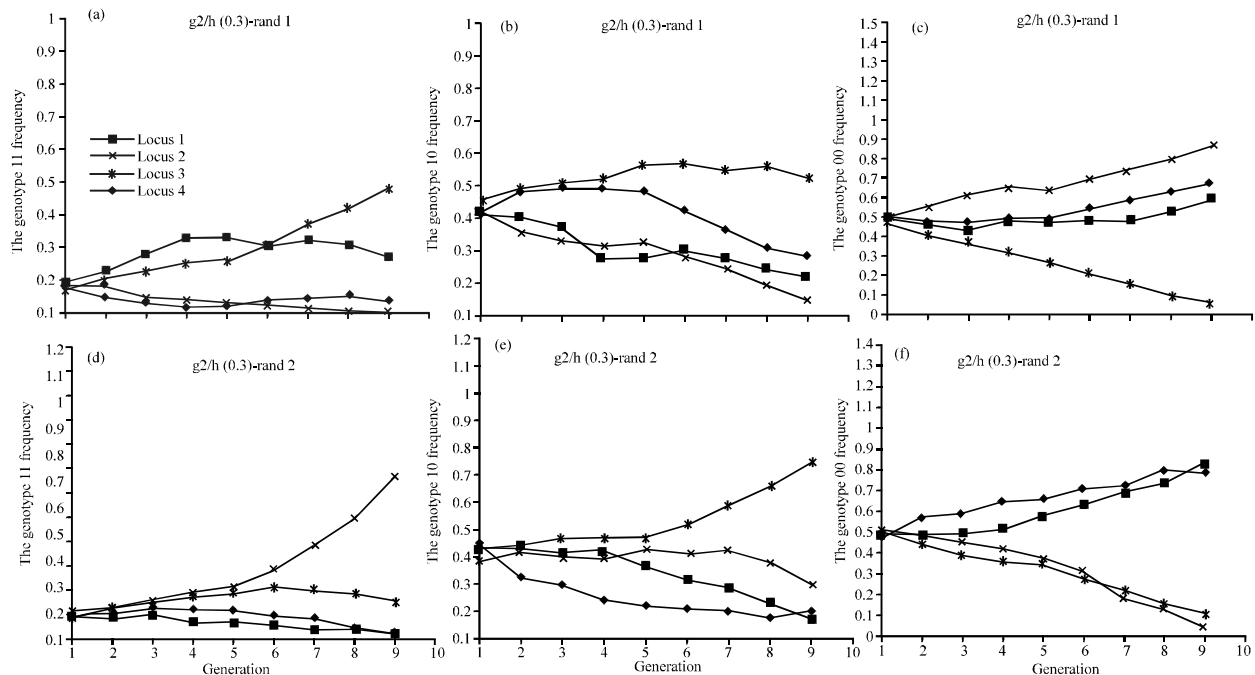 (a)
g2/h (0.3)-rand 1
The genotype 11 frequency
1
0.9
0.8
0.7
0.6
0.5
0.4
0.3
0.2
0.1
Locus 1
Locus 2
Locus 3
Locus 4
(b)
g2/h (0.3)-rand 1
The genotype 10 frequency
1
0.9
0.8
0.7
0.6
0.5
0.4
0.3
0.2
0.1
(c)
g2/h (0.3)-rand 1
The genotype 00 frequency
1.5
1.4
1.3
1.2
1.1
1
0.9
0.8
0.7
0.6
0.5
0.4
0.3
0.2
0.1
0
(d)
g2/h (0.3)-rand 2
The genotype 11 frequency
1.2
1.1
1
0.9
0.8
0.7
0.6
0.5
0.4
0.3
0.2
0.1
1 2 3 4 5 6 7 8 9 10
(e)
g2/h (0.3)-rand 2
The genotype 10 frequency
1.2
1.1
1
0.9
0.8
0.7
0.6
0.5
0.4
0.3
0.2
0.1
1 2 3 4 5 6 7 8 9 10
(f)
g2/h (0.3)-rand 2
The genotype 00 frequency
1.4
1.3
1.2
1.1
1
0.9
0.8
0.7
0.6
0.5
0.4
0.3
0.2
0.1
0
1 2 3 4 5 6 7 8 9 10
Generation
Generation
Generation